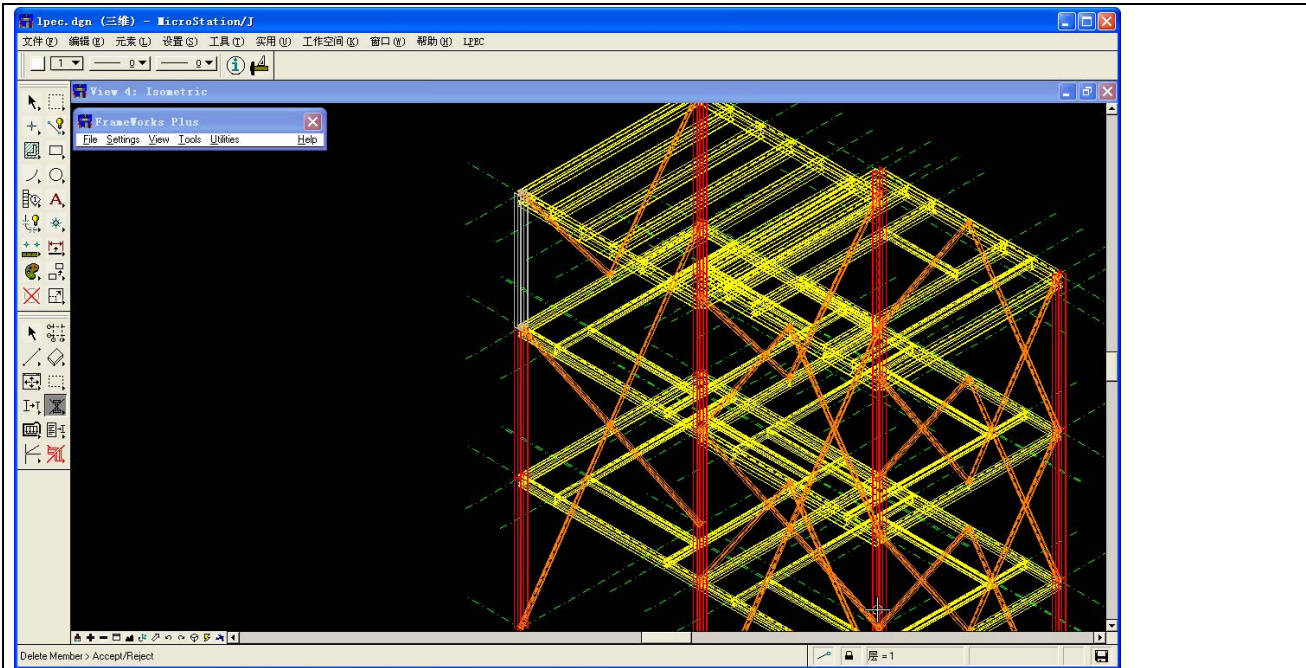 lpec.dgn (三维) - MicroStation/J
文件(F) 编辑(E) 元素(L) 设置(S) 工具(T) 实用(U) 工作空间(K) 窗口(W) 帮助(H) LPEC
1 0 0
View 4: Isometric
FrameWorks Plus
File Settings View Tools Utilities Help
Delete Member > Accept/Reject
层 = 1